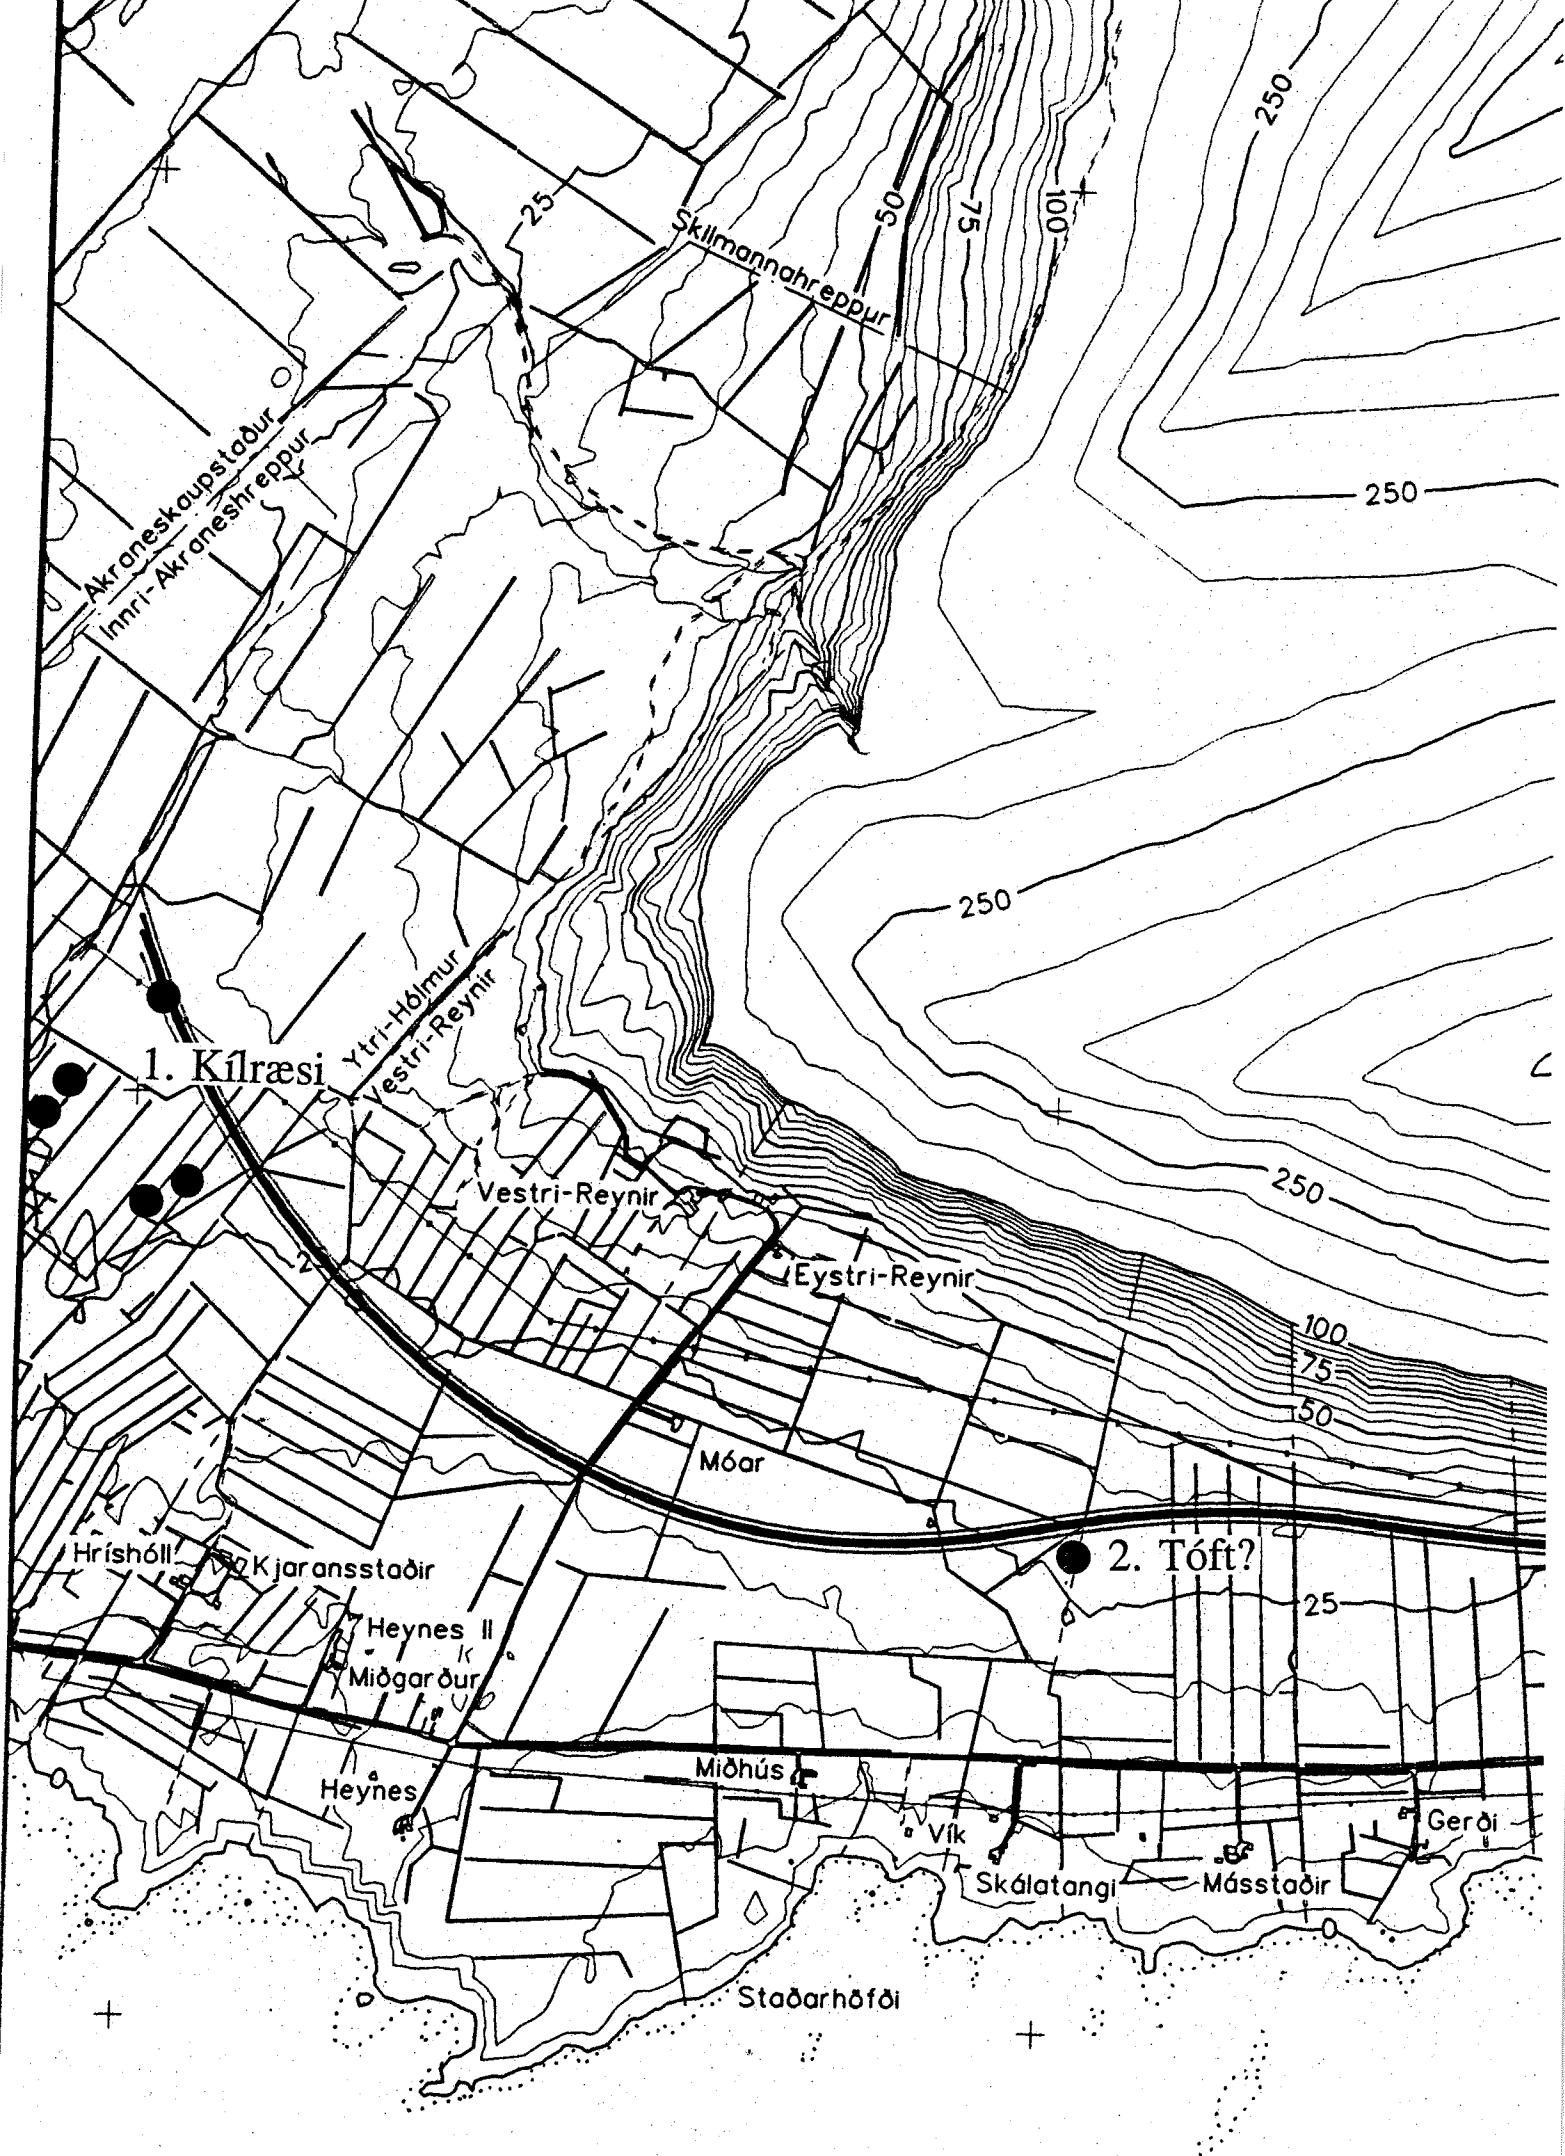 250
25
50
75
100
Skilmannahreppur
Akraneskaupstaður
Innri-Akraneshreppur
250
250
Ytri-Hólmur
Vestri-Reynir
1. Kílræsi
Vestri-Reynir
250
Eystri-Reynir
100
75
50
Móar
2. Tóft?
Hríshóll
Kjaransstaðir
25
Heynes II
Miðgarður
Miðhús
Heynes
Vík
Gerði
Skálatangi
Másstaðir
Staðarhöfði